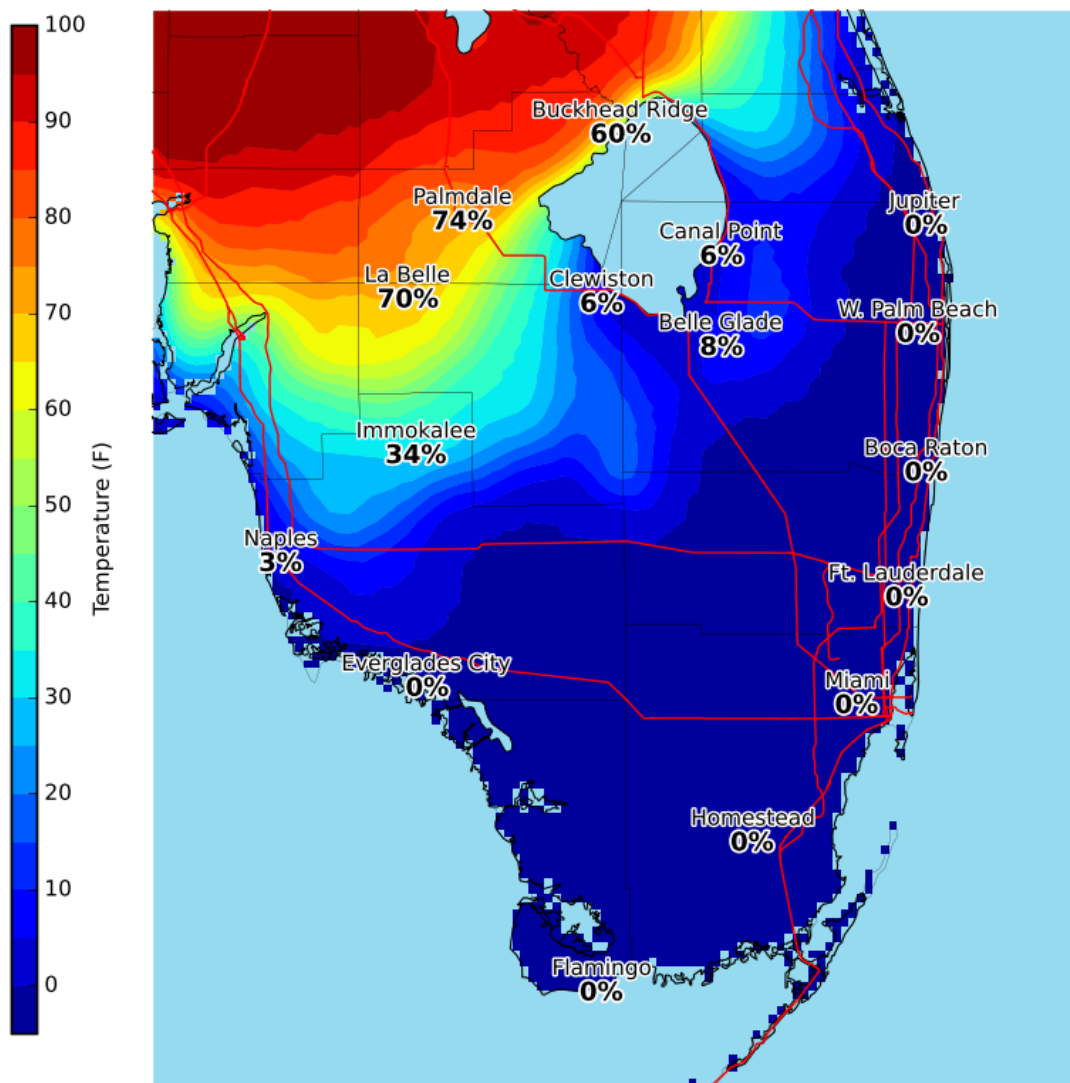 100
90
80
70
60
50
40
30
20
10
0
Temperature (F)
Buckhead Ridge
60%
Palmdale
74%
Jupiter
0%
Canal Point
6%
La Belle
70%
Clewiston
6%
W. Palm Beach
0%
Belle Glade
8%
Immokalee
34%
Boca Raton
0%
Naples
3%
Ft. Lauderdale
0%
Everglades City
0%
Miami
0%
Homestead
0%
Flamingo
0%